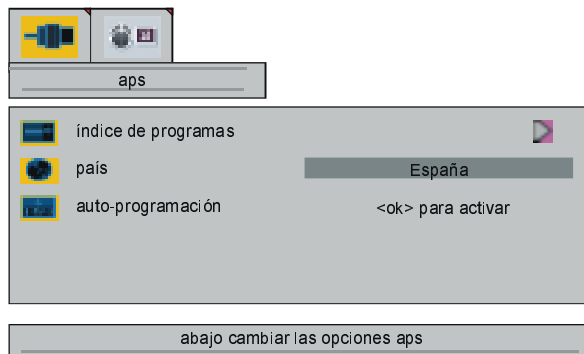 aps
índice de programas
país España
auto-programación <ok> para activar
abajo cambiar las opciones aps